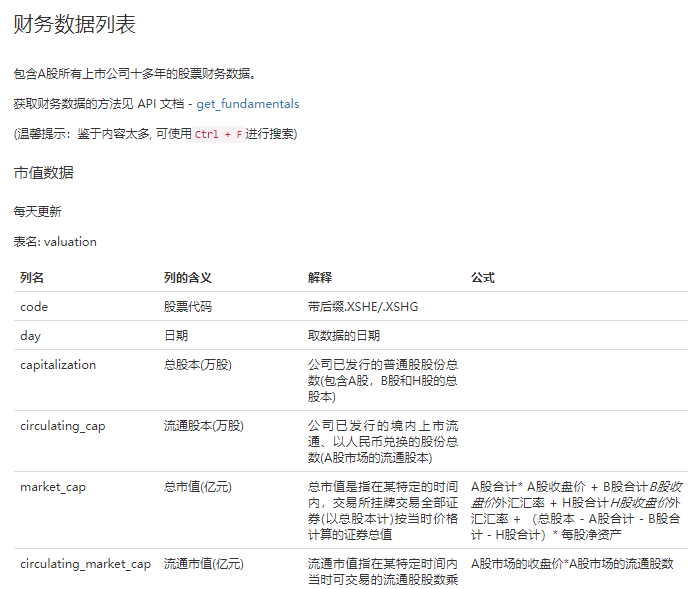 财务数据列表
包含A股所有上市公司十多年的股票财务数据。
获取财务数据的方法见 API 文档 - get_fundamentals
(温馨提示：鉴于内容太多, 可使用 Ctrl + F 进行搜索)
市值数据
每天更新
表名: valuation
列名 列的含义 解释 公式
code 股票代码 带后缀.XSHE/.XSHG
day 日期 取数据的日期
capitalization 总股本(万股) 公司已发行的普通股股份总
数(包含A股，B股和H股的总
股本)
circulating_cap 流通股本(万股) 公司已发行的境内上市流
通、以人民币兑换的股份总
数(A股市场的流通股本)
market_cap 总市值(亿元) 总市值是指在某特定的时间 A股合计* A股收盘价 + B股合计B股收
内，交易所挂牌交易全部证 盘价外汇汇率 + H股合计H股收盘价外
券(以总股本计)按当时价格 汇汇率 + （总股本 - A股合计 - B股合
计算的证券总值 计 - H股合计）* 每股净资产
circulating_market_cap 流通市值(亿元) 流通市值指在某特定时间内 A股市场的收盘价*A股市场的流通股数
当时可交易的流通股股数乘